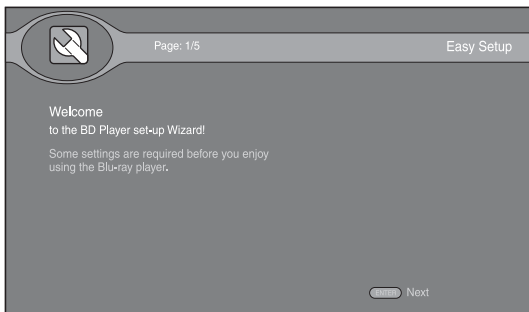 Page: 1/5
Easy Setup
Welcome
to the BD Player set-up Wizard!
Some settings are required before you enjoy
using the Blu-ray player.
ENTER Next